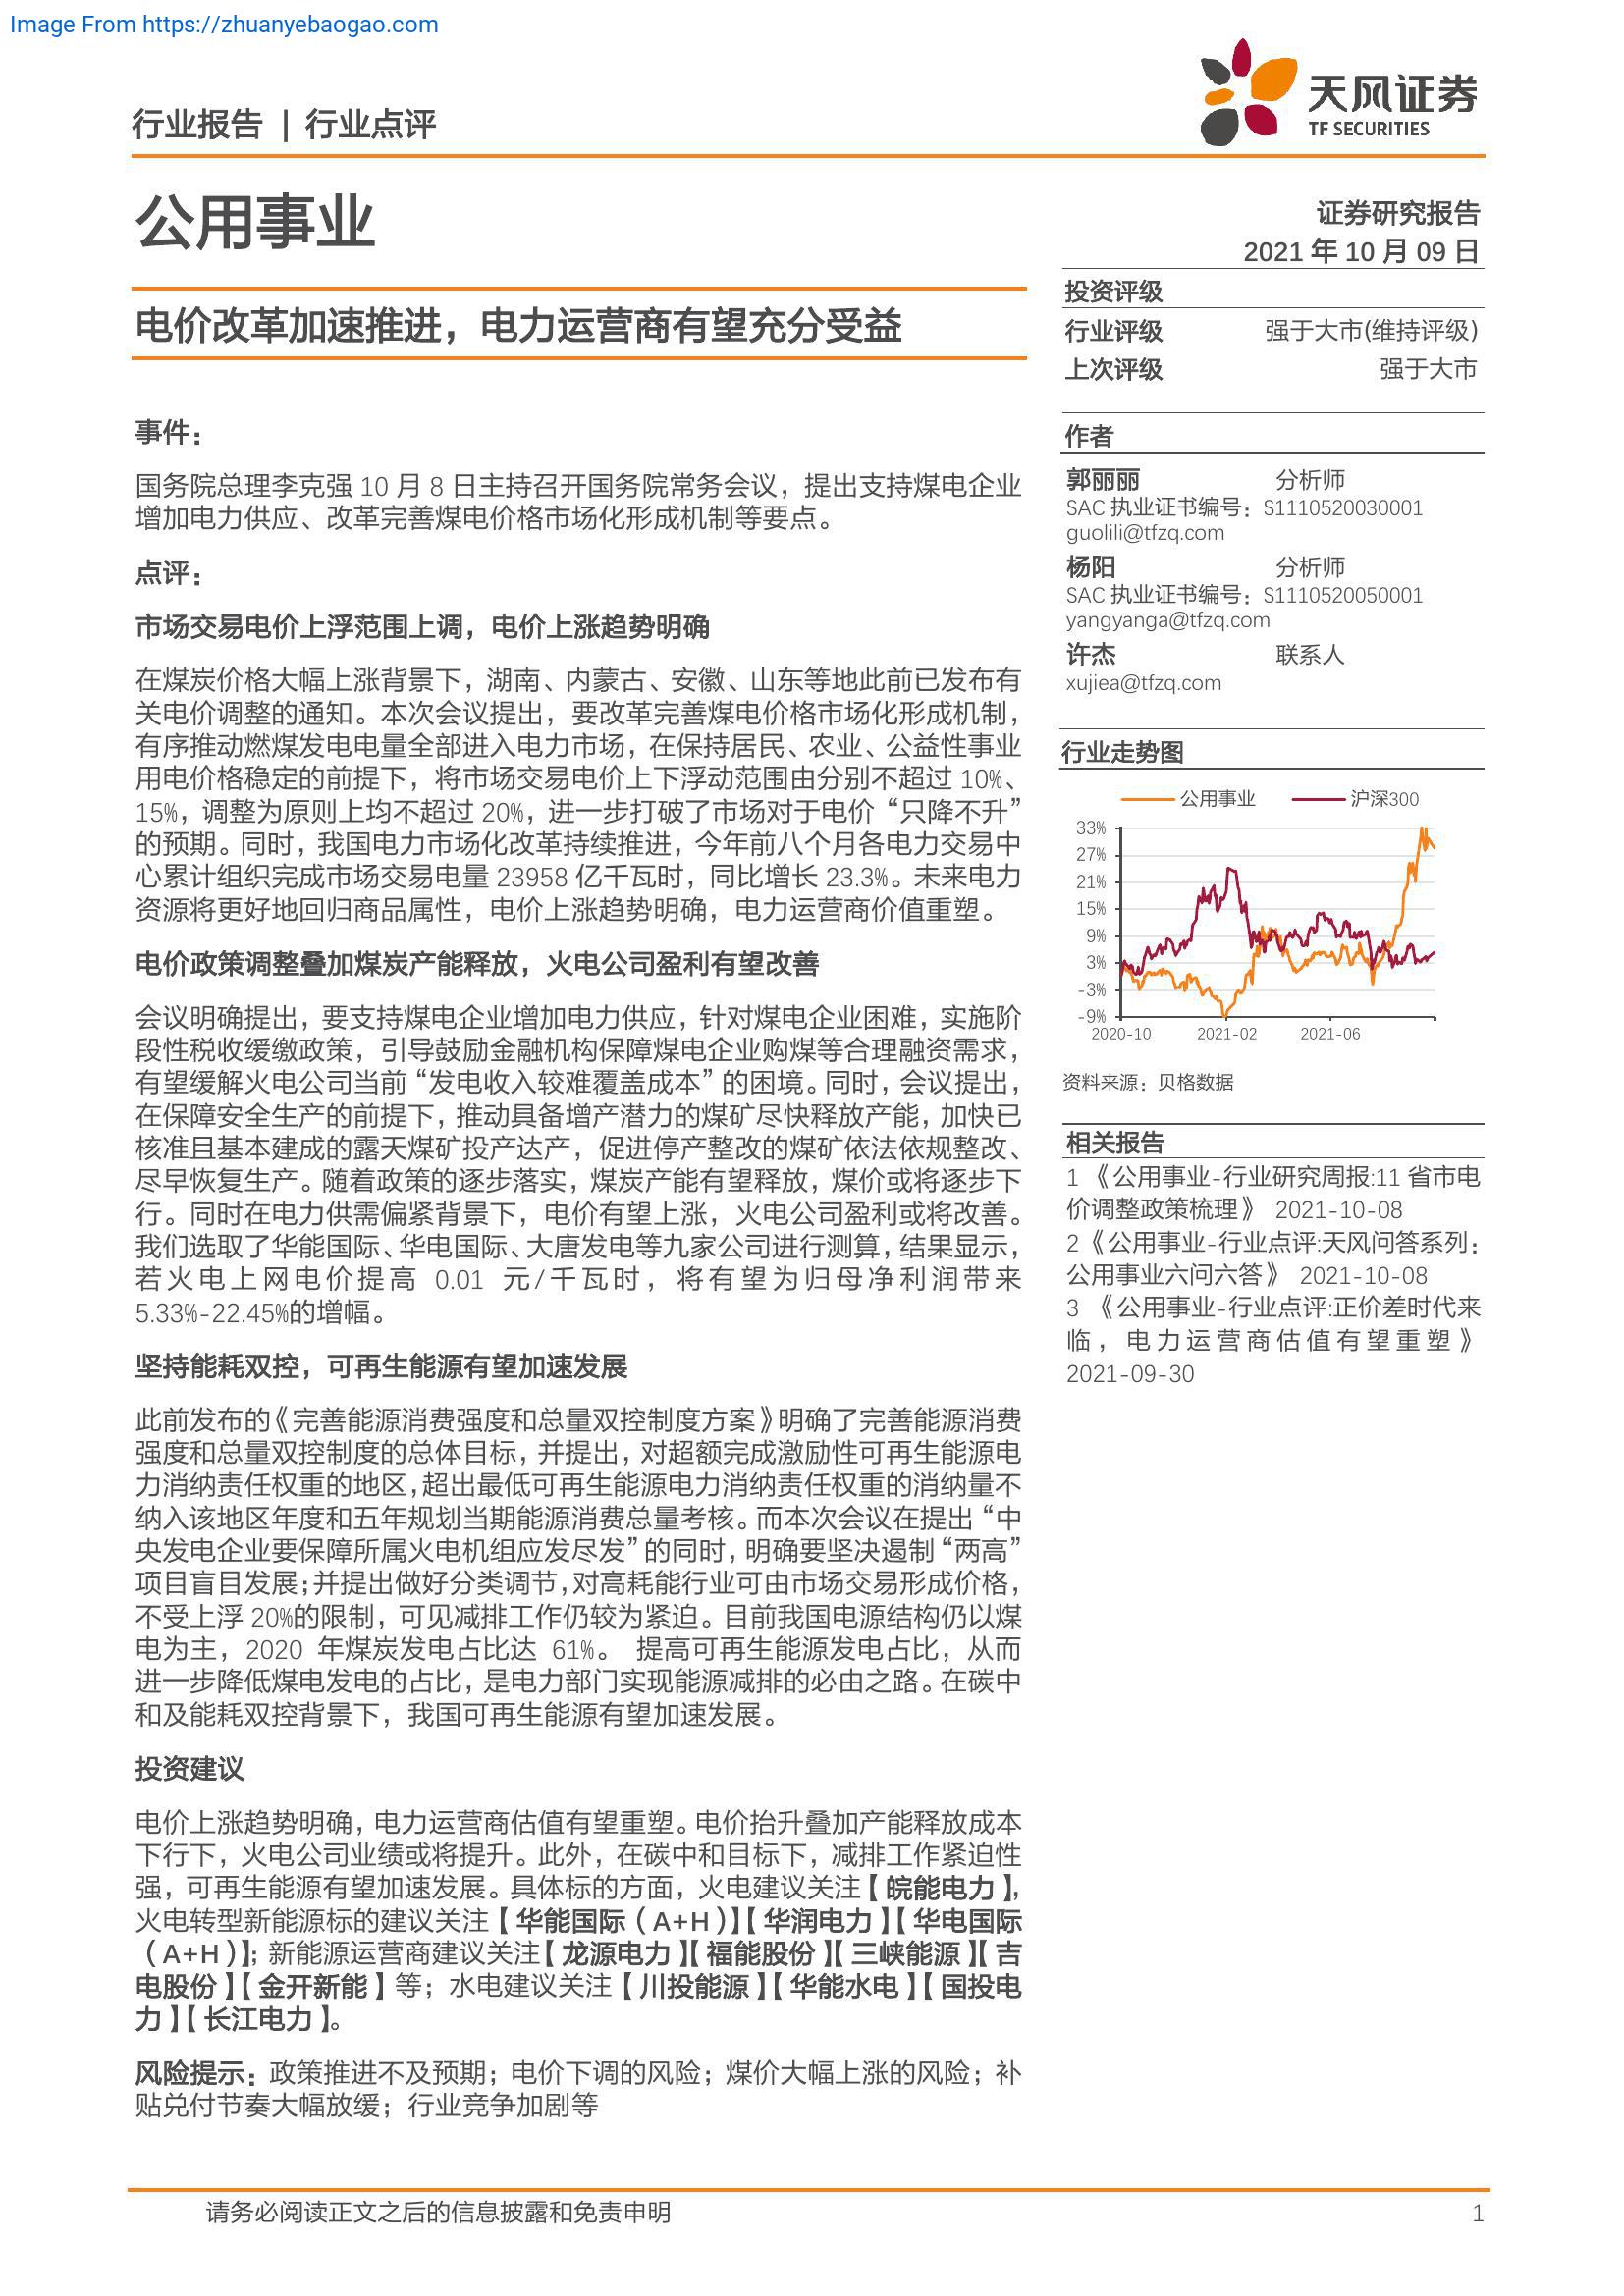 Image From https://zhuanyebaogao.com
行业报告 | 行业点评
天风证券
TF SECURITIES
公用事业
证券研究报告
2021 年 10 月 09 日
电价改革加速推进，电力运营商有望充分受益
投资评级
行业评级 强于大市(维持评级)
上次评级 强于大市
事件：
国务院总理李克强 10 月 8 日主持召开国务院常务会议，提出支持煤电企业
增加电力供应、改革完善煤电价格市场化形成机制等要点。
点评：
市场交易电价上浮范围上调，电价上涨趋势明确
在煤炭价格大幅上涨背景下，湖南、内蒙古、安徽、山东等地此前已发布有
关电价调整的通知。本次会议提出，要改革完善煤电价格市场化形成机制，
有序推动燃煤发电电量全部进入电力市场，在保持居民、农业、公益性事业
用电价格稳定的前提下，将市场交易电价上下浮动范围由分别不超过 10%、
15%，调整为原则上均不超过 20%，进一步打破了市场对于电价“只降不升”
的预期。同时，我国电力市场化改革持续推进，今年前八个月各电力交易中
心累计组织完成市场交易电量 23958 亿千瓦时，同比增长 23.3%。未来电力
资源将更好地回归商品属性，电价上涨趋势明确，电力运营商价值重塑。
电价政策调整叠加煤炭产能释放，火电公司盈利有望改善
会议明确提出，要支持煤电企业增加电力供应，针对煤电企业困难，实施阶
段性税收缓缴政策，引导鼓励金融机构保障煤电企业购煤等合理融资需求，
有望缓解火电公司当前“发电收入较难覆盖成本”的困境。同时，会议提出，
在保障安全生产的前提下，推动具备增产潜力的煤矿尽快释放产能，加快已
核准且基本建成的露天煤矿投产达产，促进停产整改的煤矿依法依规整改、
尽早恢复生产。随着政策的逐步落实，煤炭产能有望释放，煤价或将逐步下
行。同时在电力供需偏紧背景下，电价有望上涨，火电公司盈利或将改善。
我们选取了华能国际、华电国际、大唐发电等九家公司进行测算，结果显示，
若火电上网电价提高 0.01 元/千瓦时，将有望为归母净利润带来
5.33%-22.45%的增幅。
坚持能耗双控，可再生能源有望加速发展
此前发布的《完善能源消费强度和总量双控制度方案》明确了完善能源消费
强度和总量双控制度的总体目标，并提出，对超额完成激励性可再生能源电
力消纳责任权重的地区，超出最低可再生能源电力消纳责任权重的消纳量不
纳入该地区年度和五年规划当期能源消费总量考核。而本次会议在提出“中
央发电企业要保障所属火电机组应发尽发”的同时，明确要坚决遏制“两高”
项目盲目发展；并提出做好分类调节，对高耗能行业可由市场交易形成价格，
不受上浮 20%的限制，可见减排工作仍较为紧迫。目前我国电源结构仍以煤
电为主，2020 年煤炭发电占比达 61%。 提高可再生能源发电占比，从而
进一步降低煤电发电的占比，是电力部门实现能源减排的必由之路。在碳中
和及能耗双控背景下，我国可再生能源有望加速发展。
投资建议
电价上涨趋势明确，电力运营商估值有望重塑。电价抬升叠加产能释放成本
下行下，火电公司业绩或将提升。此外，在碳中和目标下，减排工作紧迫性
强，可再生能源有望加速发展。具体标的方面，火电建议关注【皖能电力】，
火电转型新能源标的建议关注【华能国际（A+H）】【华润电力】【华电国际
（A+H）】；新能源运营商建议关注【龙源电力】【福能股份】【三峡能源】【吉
电股份】【金开新能】等；水电建议关注【川投能源】【华能水电】【国投电
力】【长江电力】。
风险提示：政策推进不及预期；电价下调的风险；煤价大幅上涨的风险；补
贴兑付节奏大幅放缓；行业竞争加剧等
作者
郭丽丽 分析师
SAC 执业证书编号：S1110520030001
guolili@tfzq.com
杨阳 分析师
SAC 执业证书编号：S1110520050001
yangyanga@tfzq.com
许杰 联系人
xujiea@tfzq.com
行业走势图
公用事业 沪深300
33%
27%
21%
15%
9%
3%
-3%
-9%
2020-10 2021-02 2021-06
资料来源：贝格数据
相关报告
1 《公用事业-行业研究周报:11 省市电
价调整政策梳理》 2021-10-08
2 《公用事业-行业点评:天风问答系列：
公用事业六问六答》 2021-10-08
3 《公用事业-行业点评:正价差时代来
临，电力运营商估值有望重塑》
2021-09-30
请务必阅读正文之后的信息披露和免责申明 1